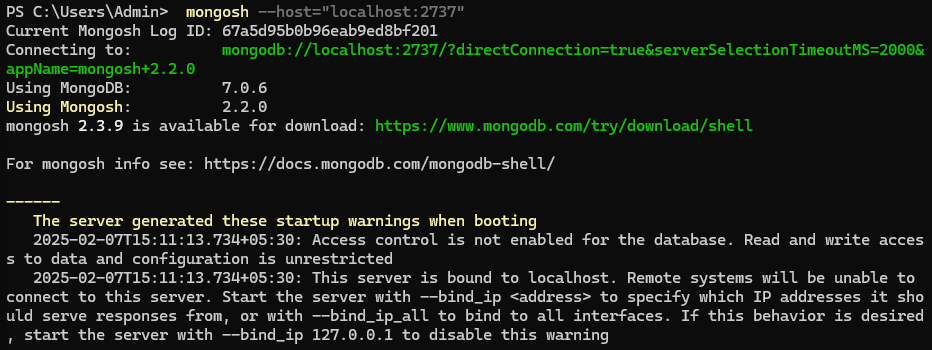 PS C:\Users\Admin>  mongosh --host="localhost:2737"
Current Mongosh Log ID: 67a5d95b0b96eab9ed8bf201
Connecting to:          mongodb://localhost:2737/?directConnection=true&serverSelectionTimeoutMS=2000&
appName=mongosh+2.2.0
Using MongoDB:          7.0.6
Using Mongosh:          2.2.0
mongosh 2.3.9 is available for download: https://www.mongodb.com/try/download/shell
For mongosh info see: https://docs.mongodb.com/mongodb-shell/
------
   The server generated these startup warnings when booting
   2025-02-07T15:11:13.734+05:30: Access control is not enabled for the database. Read and write acces
s to data and configuration is unrestricted
   2025-02-07T15:11:13.734+05:30: This server is bound to localhost. Remote systems will be unable to
connect to this server. Start the server with --bind_ip <address> to specify which IP addresses it sho
uld serve responses from, or with --bind_ip_all to bind to all interfaces. If this behavior is desired
, start the server with --bind_ip 127.0.0.1 to disable this warning